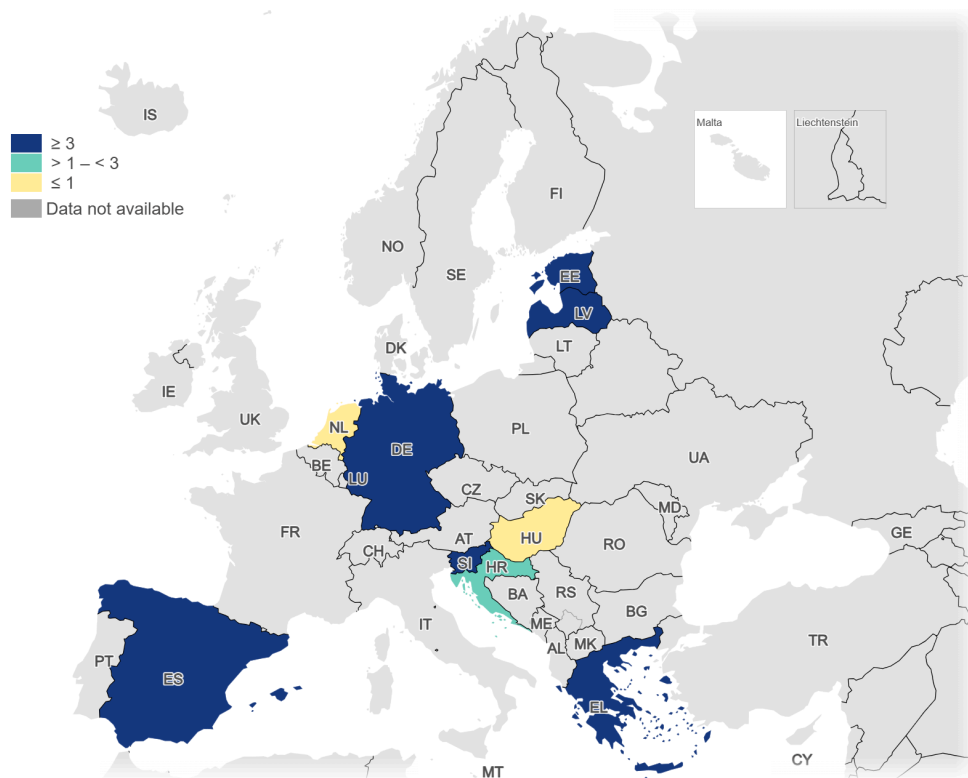 IS
Malta
Liechtenstein
≥ 3
> 1 – < 3
≤ 1
Data not available
FI
NO
SE
EE
LV
DK
LT
IE
UK
NL
PL
DE
BE
UA
LU
CZ
SK
MD
FR
AT
HU
RO
GE
CH
SI
HR
BA
RS
IT
ME
BG
TR
PT
AL
MK
ES
EL
CY
MT